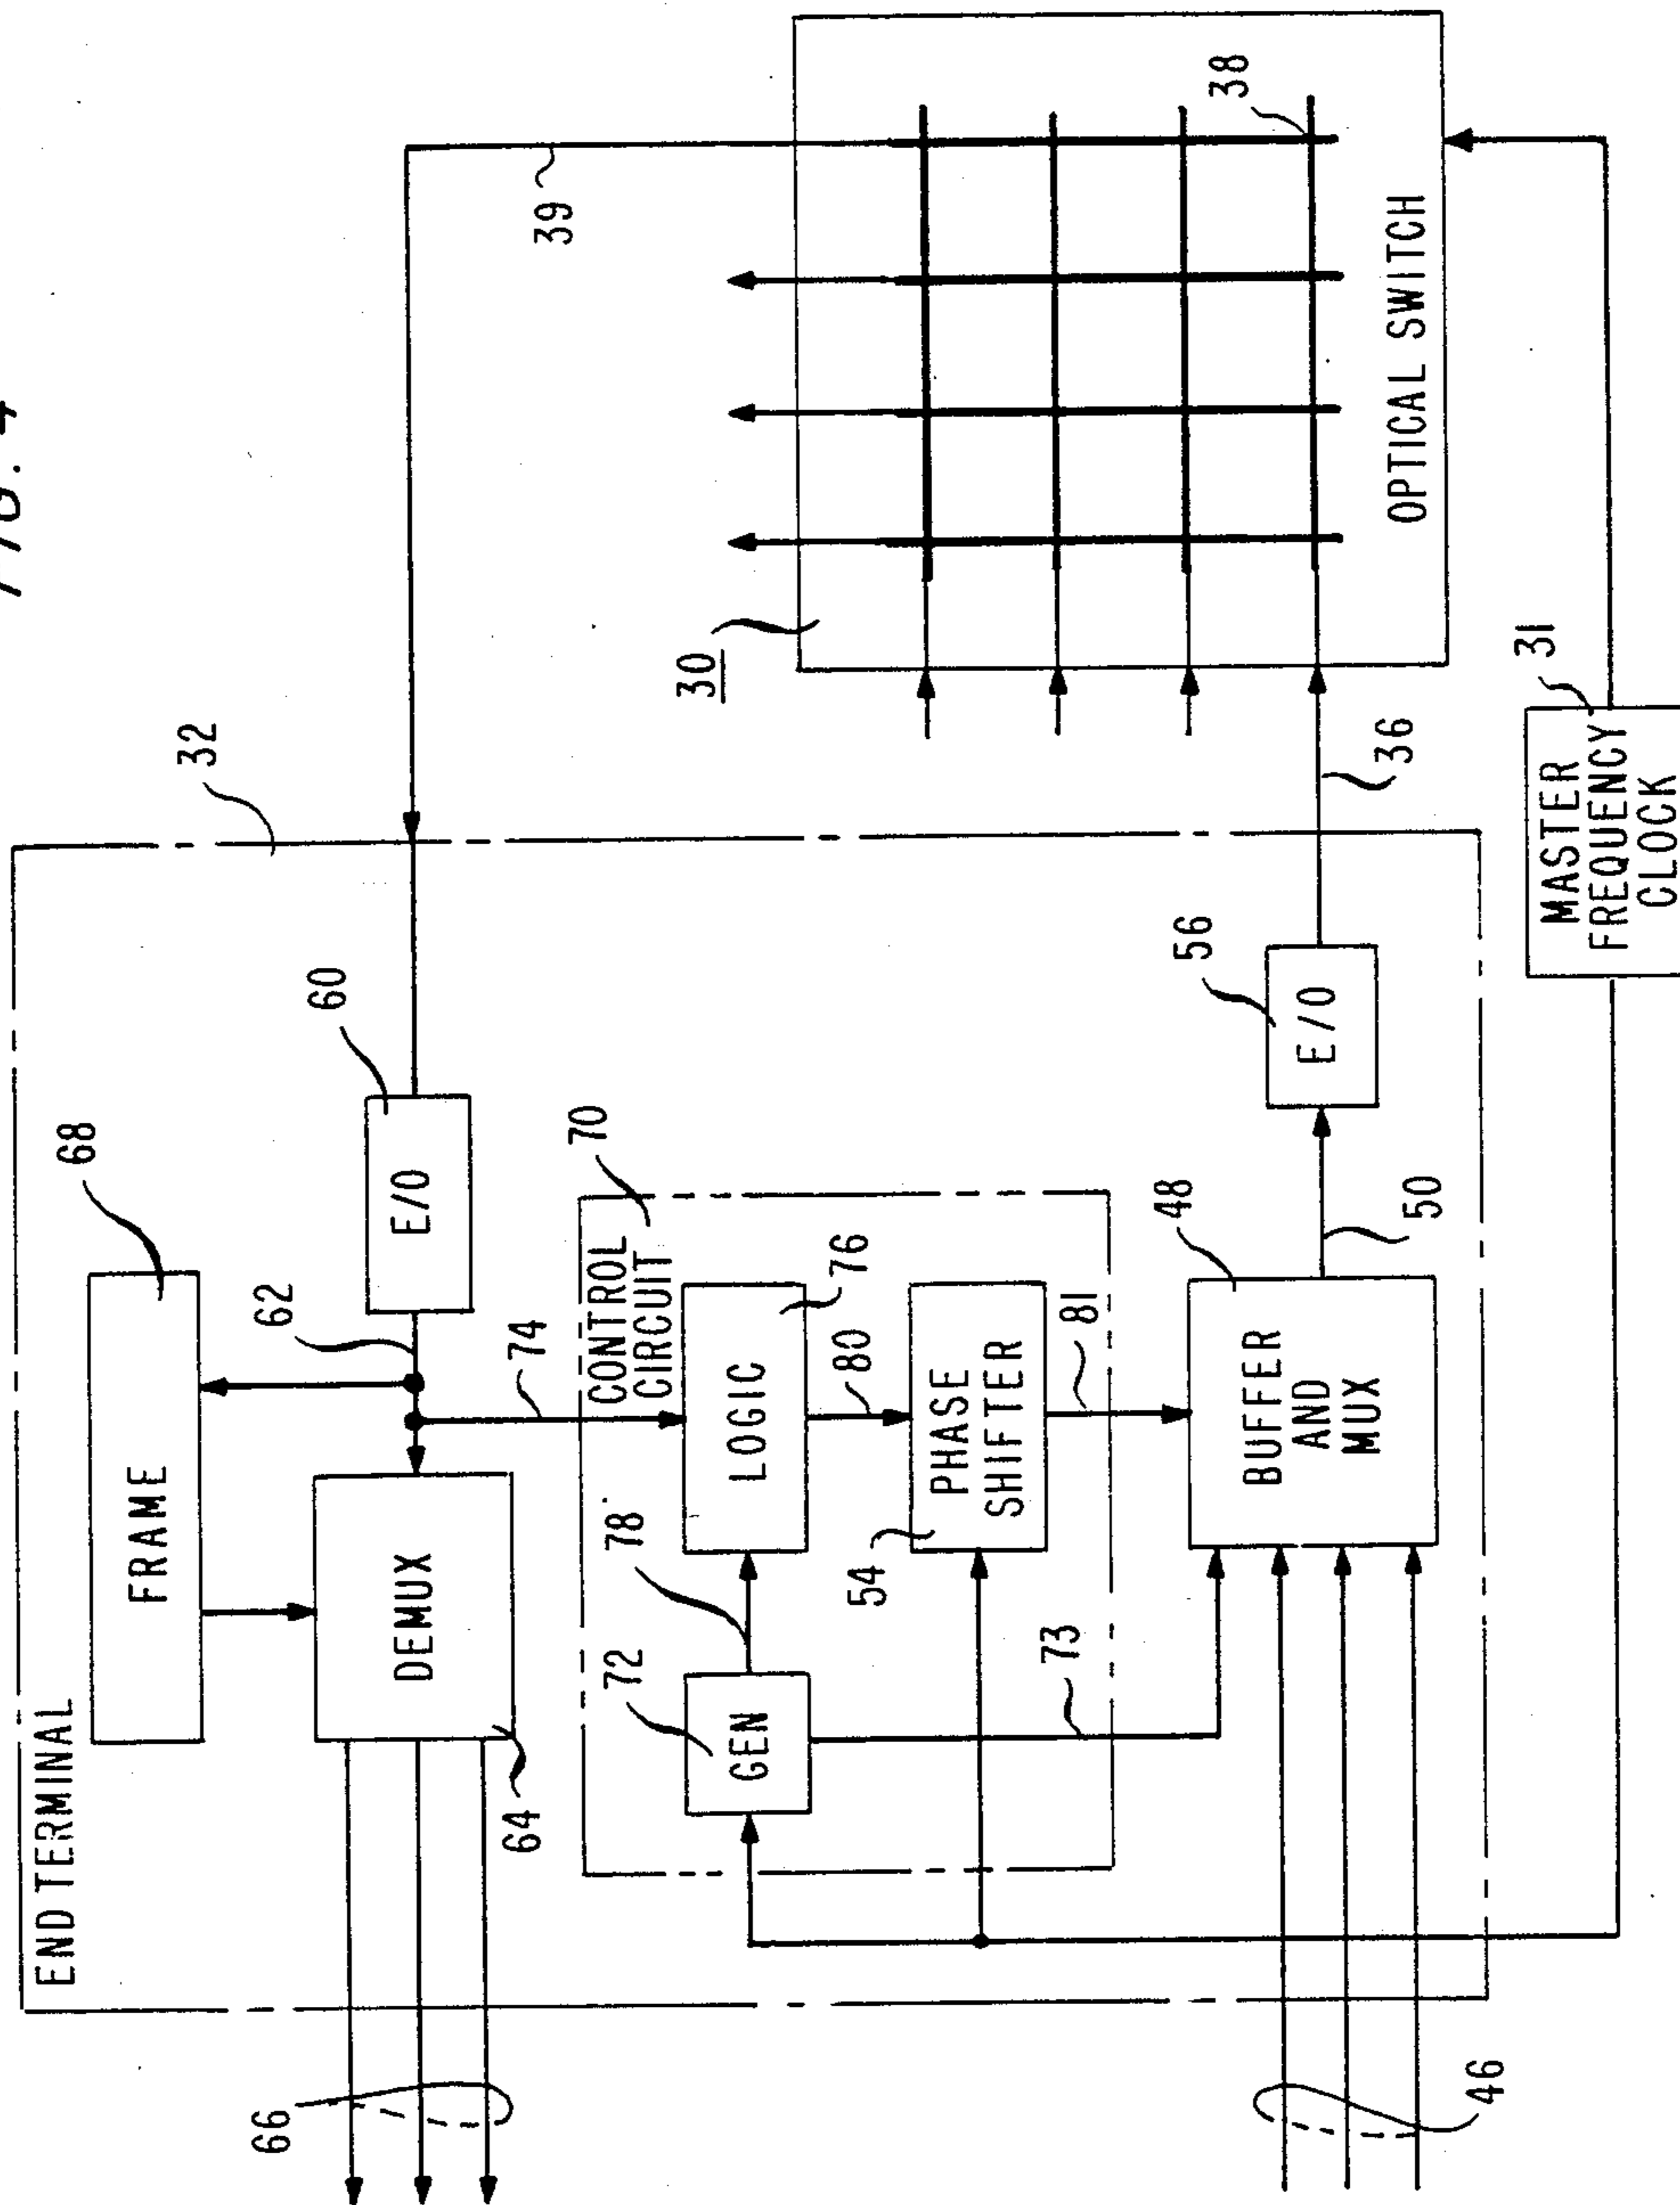 FIG. 4
END TERMINAL
32
FRAME
68
62
60
E/O
39
DEMUX
64
66
74
CONTROL
CIRCUIT
70
30
38
GEN
72
78
LOGIC
76
80
54
PHASE
SHIFTER
81
73
BUFFER
AND
MUX
48
50
E/O
56
36
OPTICAL SWITCH
46
MASTER
FREQUENCY
CLOCK
31